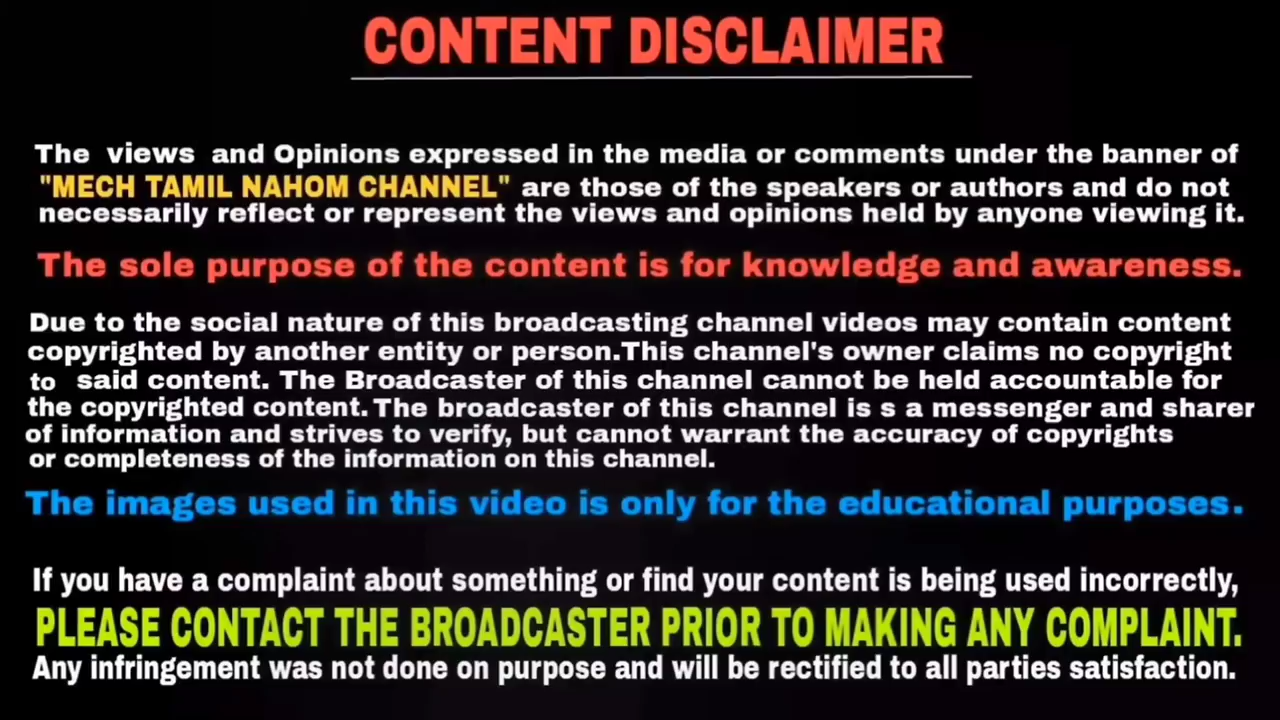 CONTENT DISCLAIMER
The views and Opinions expressed in the media or comments under the banner of
"MECH TAMIL NAHOM CHANNEL" are those of the speakers or authors and do not
necessarily reflect or represent the views and opinions held by anyone viewing it.
The sole purpose of the content is for knowledge and awareness.
Due to the social nature of this broadcasting channel videos may contain content
copyrighted by another entity or person.This channel's owner claims no copyright
to said content. The Broadcaster of this channel cannot be held accountable for
the copyrighted content. The broadcaster of this channel is s a messenger and sharer
of information and strives to verify, but cannot warrant the accuracy of copyrights
or completeness of the information on this channel.
The images used in this video is only for the educational purposes.
If you have a complaint about something or find your content is being used incorrectly,
PLEASE CONTACT THE BROADCASTER PRIOR TO MAKING ANY COMPLAINT.
Any infringement was not done on purpose and will be rectified to all parties satisfaction.